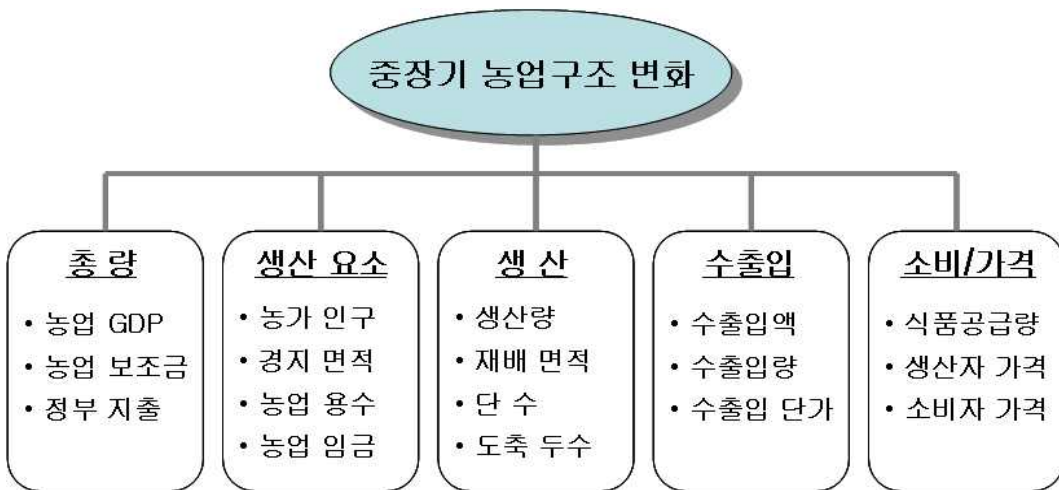 중장기 농업구조 변화
총 량
• 농업 GDP
• 농업 보조금
• 정부 지출
생산 요소
• 농가 인구
• 경지 면적
• 농업 용수
• 농업 임금
생 산
• 생산량
• 재배 면적
• 단 수
• 도축 두수
수출입
• 수출입액
• 수출입량
• 수출입 단가
소비/가격
• 식품공급량
• 생산자 가격
• 소비자 가격